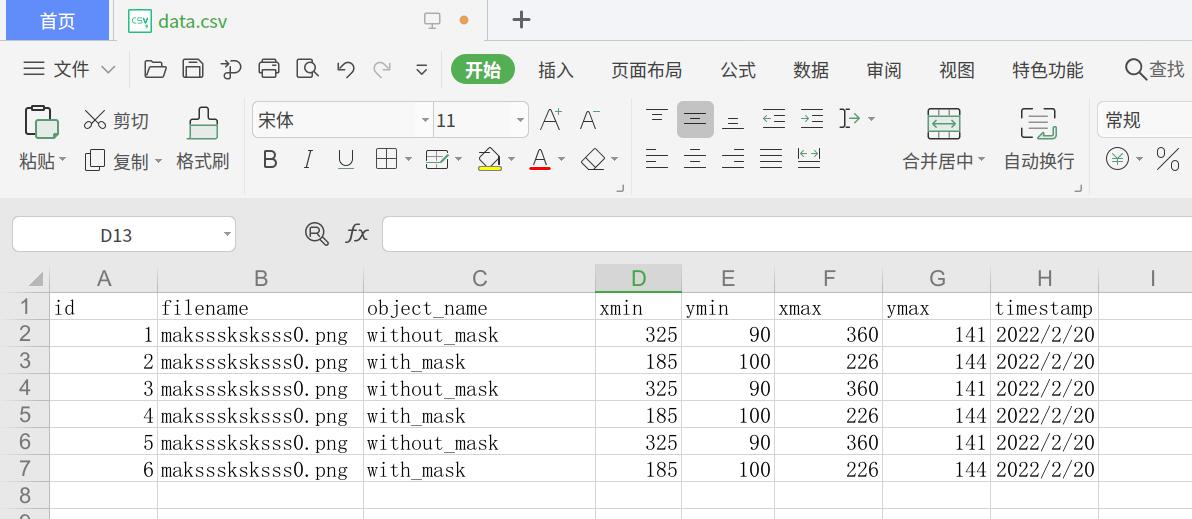 首页 data.csv
文件 开始 插入 页面布局 公式 数据 审阅 视图 特色功能 查找
粘贴 剪切 复制 格式刷 宋体 11 A+ A- B I U A 合并居中 自动换行 常规 ¥ %
D13 fx
A B C D E F G H I
1 id filename object_name xmin ymin xmax ymax timestamp
2 1 maksssksksss0.png without_mask 325 90 360 141 2022/2/20
3 2 maksssksksss0.png with_mask 185 100 226 144 2022/2/20
4 3 maksssksksss0.png without_mask 325 90 360 141 2022/2/20
5 4 maksssksksss0.png with_mask 185 100 226 144 2022/2/20
6 5 maksssksksss0.png without_mask 325 90 360 141 2022/2/20
7 6 maksssksksss0.png with_mask 185 100 226 144 2022/2/20
8